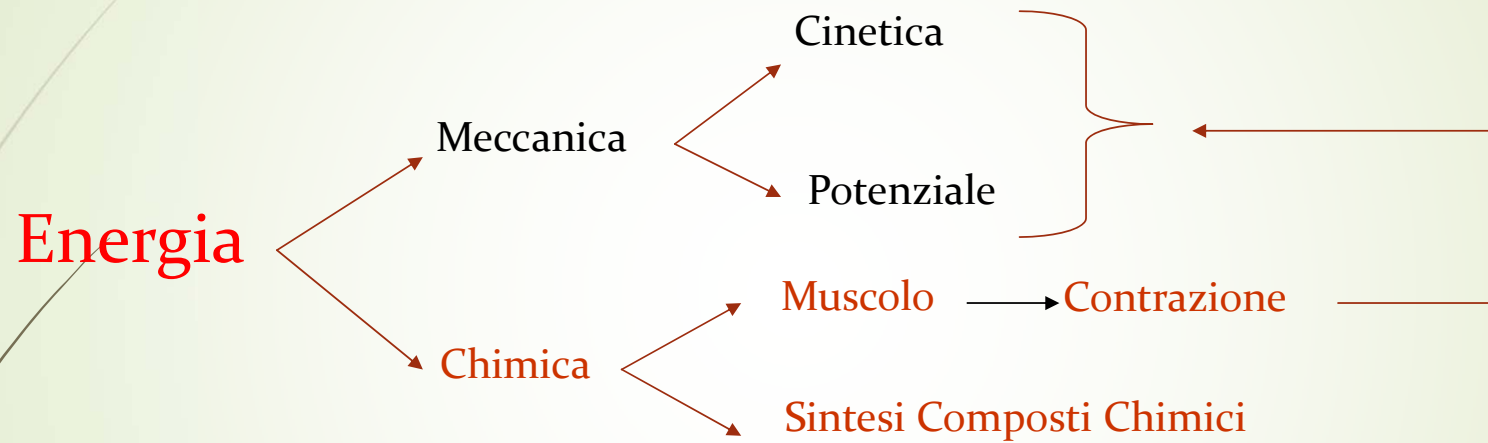 Cinetica
Meccanica
Potenziale
Energia
Muscolo
Contrazione
Chimica
Sintesi Composti Chimici